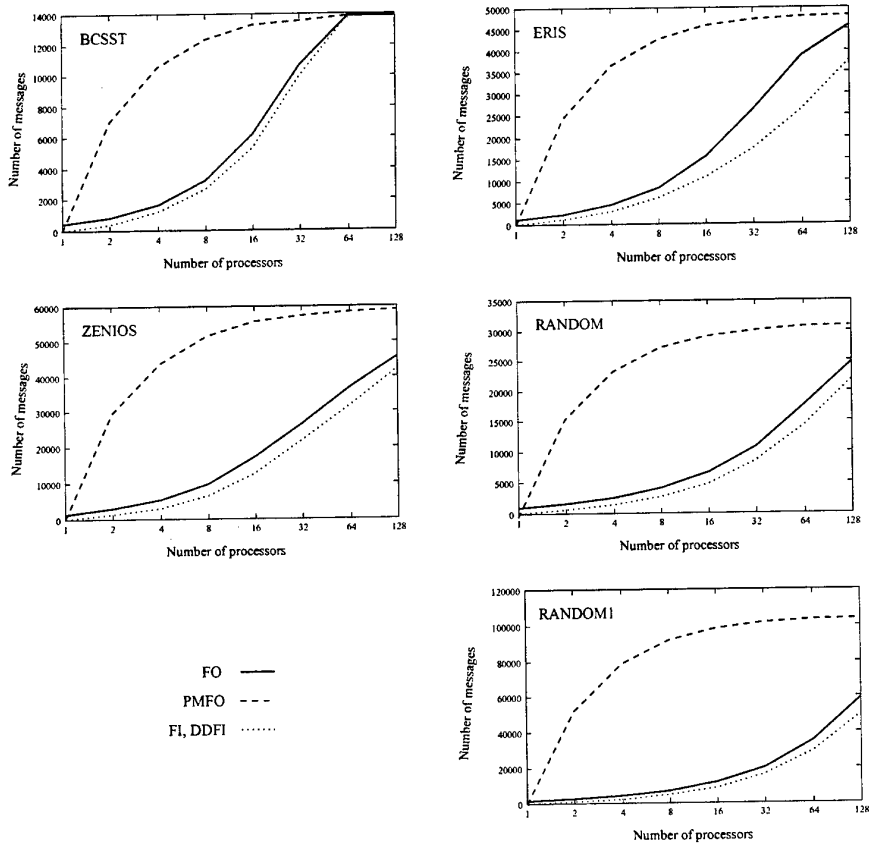 BCSST
14000
12000
10000
8000
6000
4000
2000
0
Number of messages
1 2 4 8 16 32 64 128
Number of processors
ERIS
50000
45000
40000
35000
30000
25000
20000
15000
10000
5000
0
Number of messages
1 2 4 8 16 32 64 128
Number of processors
ZENIOS
60000
50000
40000
30000
20000
10000
0
Number of messages
1 2 4 8 16 32 64 128
Number of processors
RANDOM
35000
30000
25000
20000
15000
10000
5000
0
Number of messages
1 2 4 8 16 32 64 128
Number of processors
FO
PMFO
FI, DDFI
RANDOM1
120000
100000
80000
60000
40000
20000
0
Number of messages
1 2 4 8 16 32 64 128
Number of processors